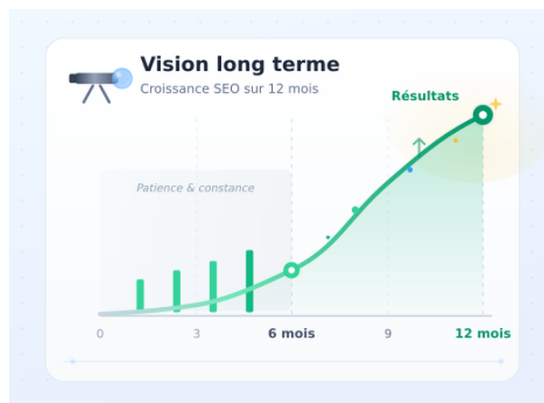 Vision long terme
Croissance SEO sur 12 mois
Résultats
Patience & constance
0 3 6 mois 9 12 mois